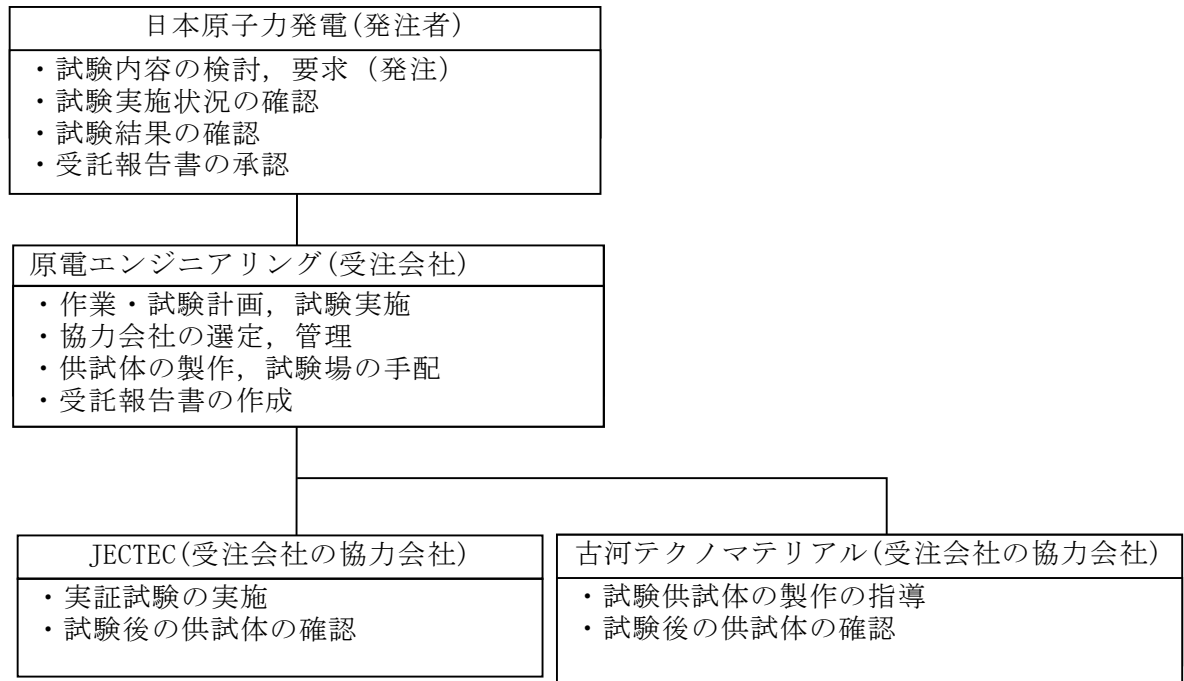 日本原子力発電(発注者)
・試験内容の検討,要求(発注)
・試験実施状況の確認
・試験結果の確認
・受託報告書の承認
原電エンジニアリング(受注会社)
・作業・試験計画,試験実施
・協力会社の選定,管理
・供試体の製作,試験場の手配
・受託報告書の作成
JECTEC(受注会社の協力会社)
・実証試験の実施
・試験後の供試体の確認
古河テクノマテリアル(受注会社の協力会社)
・試験供試体の製作の指導
・試験後の供試体の確認